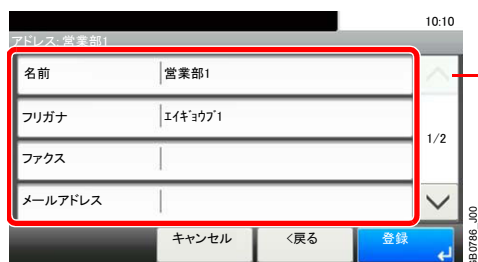 10:10
アドレス: 営業部1
名前 営業部1
フリガナ ｴｲｷﾞｮｳﾌﾞ1
1/2
ファクス
メールアドレス
キャンセル <戻る 登録
GB0786_J00